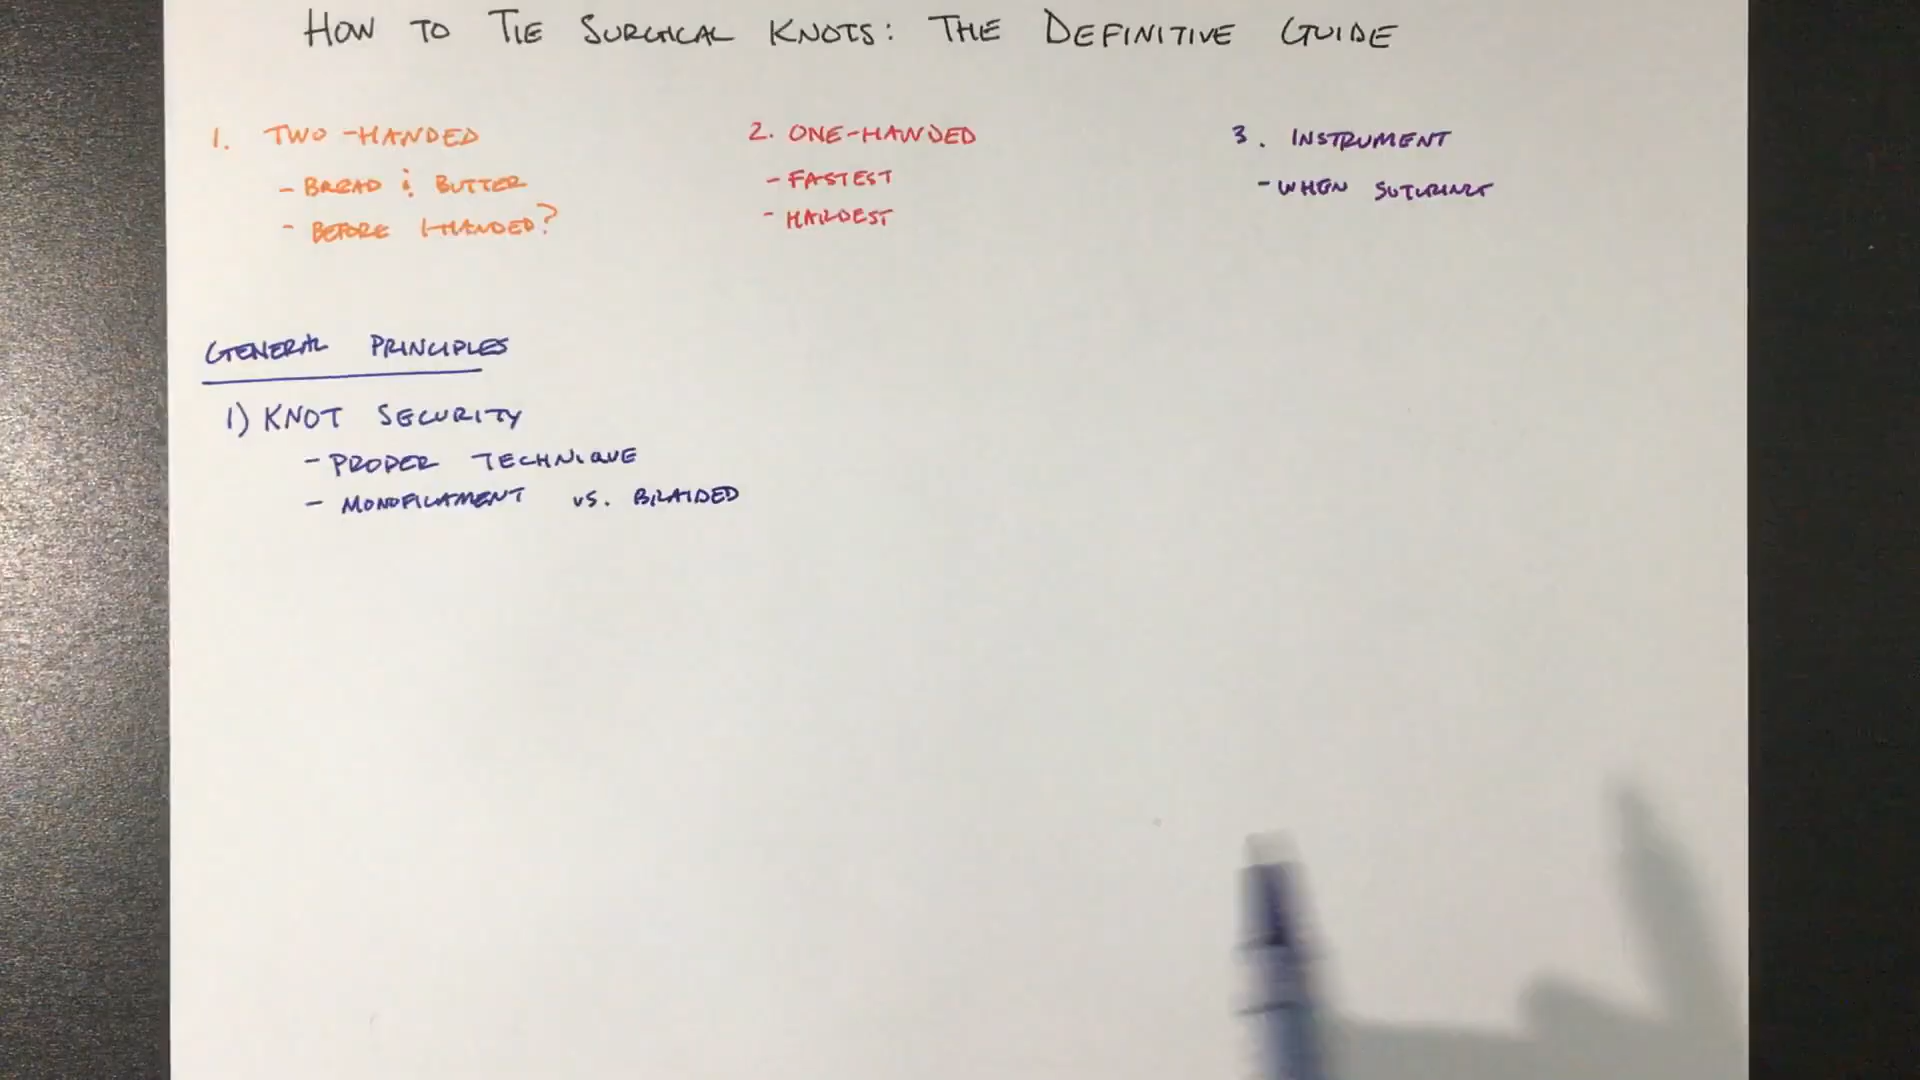 HOW TO TIE SURGICAL KNOTS: THE DEFINITIVE GUIDE
1. TWO-HANDED
- BREAD & BUTTER
- BEFORE 1-HANDED?
2. ONE-HANDED
- FASTEST
- HARDEST
3. INSTRUMENT
- WHEN SUTURING
GENERAL PRINCIPLES
1) KNOT SECURITY
- PROPER TECHNIQUE
- MONOFILAMENT VS. BRAIDED